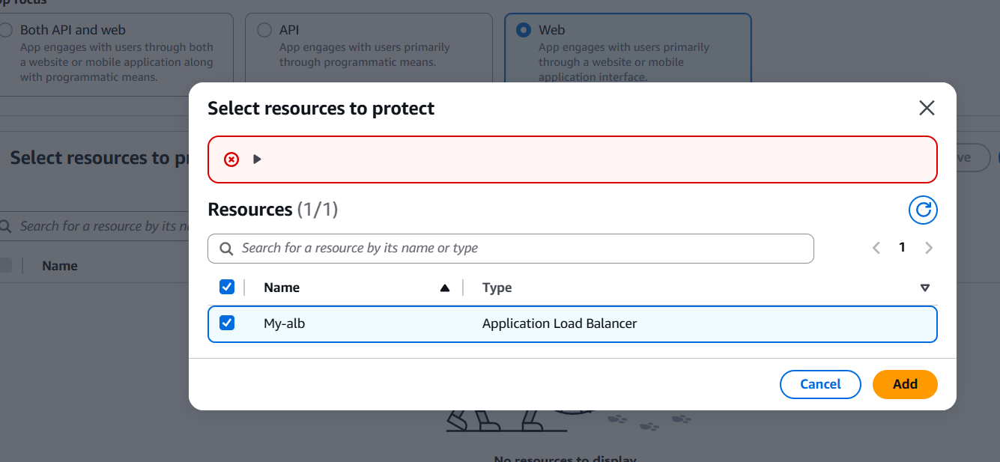 Both API and web
App engages with users through both
a website or mobile application along
with programmatic means.
API
App engages with users primarily
through programmatic means.
Web
App engages with users primarily
through a website or mobile
application interface.
Select resources to protect
Select resources to
Resources (1/1)
Search for a resource by its
Search for a resource by its name or type
1
Name
Name
Type
My-alb
Application Load Balancer
Cancel
Add
No resources to display